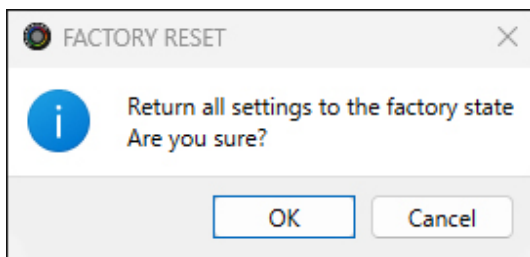 FACTORY RESET
Return all settings to the factory state
Are you sure?
OK
Cancel